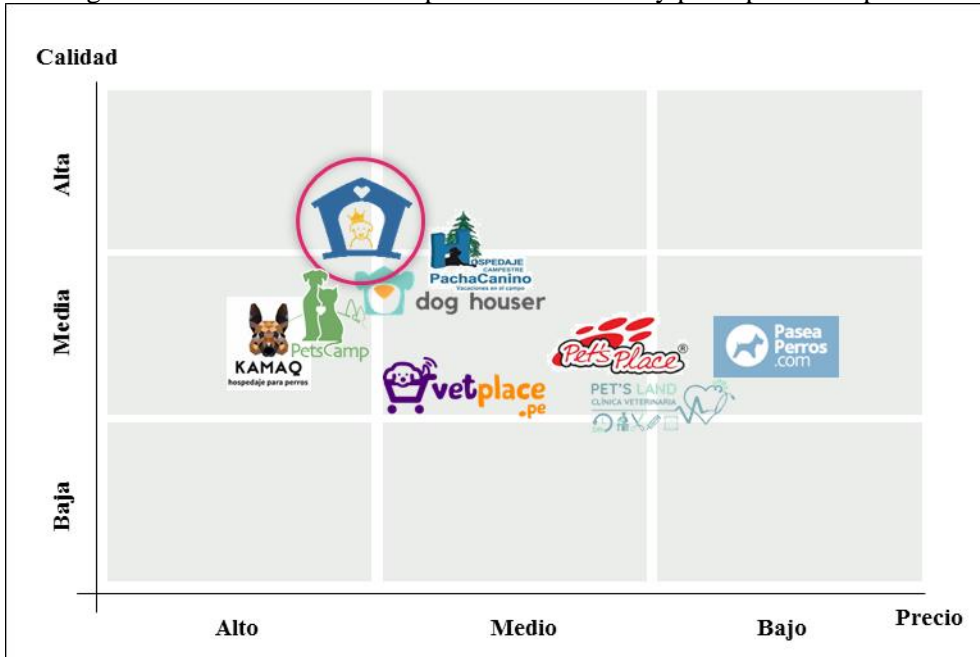 Calidad
Alta
HOSPEDAJE
CAMPESTRE
PachaCanino
Vacaciones en el campo
dog houser
Media
KAMAQ
hospedaje para perros
PetsCamp
Pet's Place®
Pasea
Perros
.com
vetplace
.pe
PET'S LAND
CLÍNICA VETERINARIA
Baja
Alto
Medio
Bajo
Precio